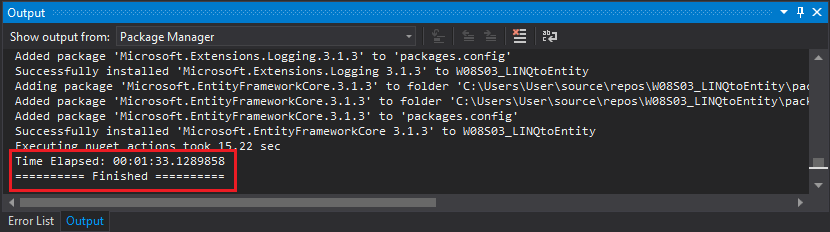 Output
Show output from: Package Manager
Added package 'Microsoft.Extensions.Logging.3.1.3' to 'packages.config'
Successfully installed 'Microsoft.Extensions.Logging 3.1.3' to W08S03_LINQtoEntity
Adding package 'Microsoft.EntityFrameworkCore.3.1.3' to folder 'C:\Users\User\source\repos\W08S03_LINQtoEntity\pac
Added package 'Microsoft.EntityFrameworkCore.3.1.3' to folder 'C:\Users\User\source\repos\W08S03_LINQtoEntity\pack
Added package 'Microsoft.EntityFrameworkCore.3.1.3' to 'packages.config'
Successfully installed 'Microsoft.EntityFrameworkCore 3.1.3' to W08S03_LINQtoEntity
Executing nuget actions took 15.22 sec
Time Elapsed: 00:01:33.1289858
========== Finished ==========
Error List Output